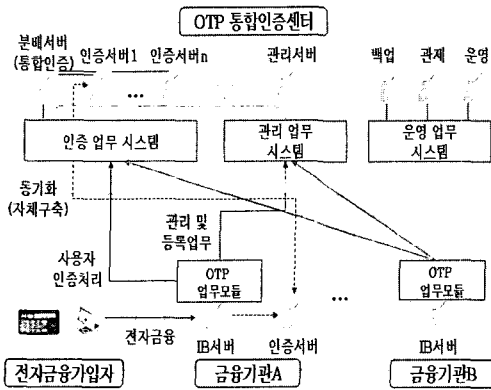 OTP 통합인증센터
분배서버
(통합인증)
인증서버1
인증서버n
관리서버
백업
관제
운영
...
인증 업무 시스템
관리 업무
시스템
운영 업무
시스템
동기화
(자체구축)
관리 및
등록업무
사용자
인증처리
OTP
업무모듈
...
OTP
업무모듈
전자금융
IB서버
인증서버
IB서버
전자금융가입자
금융기관A
금융기관B